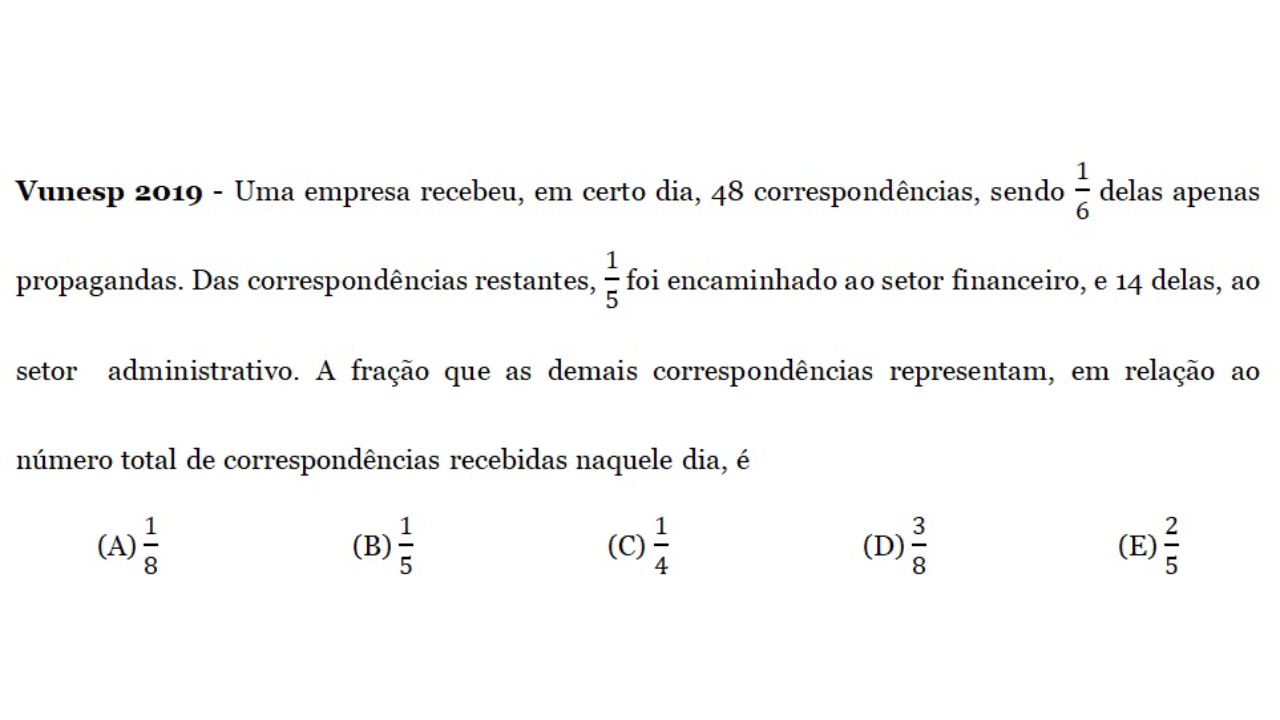 Vunesp 2019 - Uma empresa recebeu, em certo dia, 48 correspondências, sendo 1/6 delas apenas
propagandas. Das correspondências restantes, 1/5 foi encaminhado ao setor financeiro, e 14 delas, ao
setor administrativo. A fração que as demais correspondências representam, em relação ao
número total de correspondências recebidas naquele dia, é
(A) 1/8 (B) 1/5 (C) 1/4 (D) 3/8 (E) 2/5